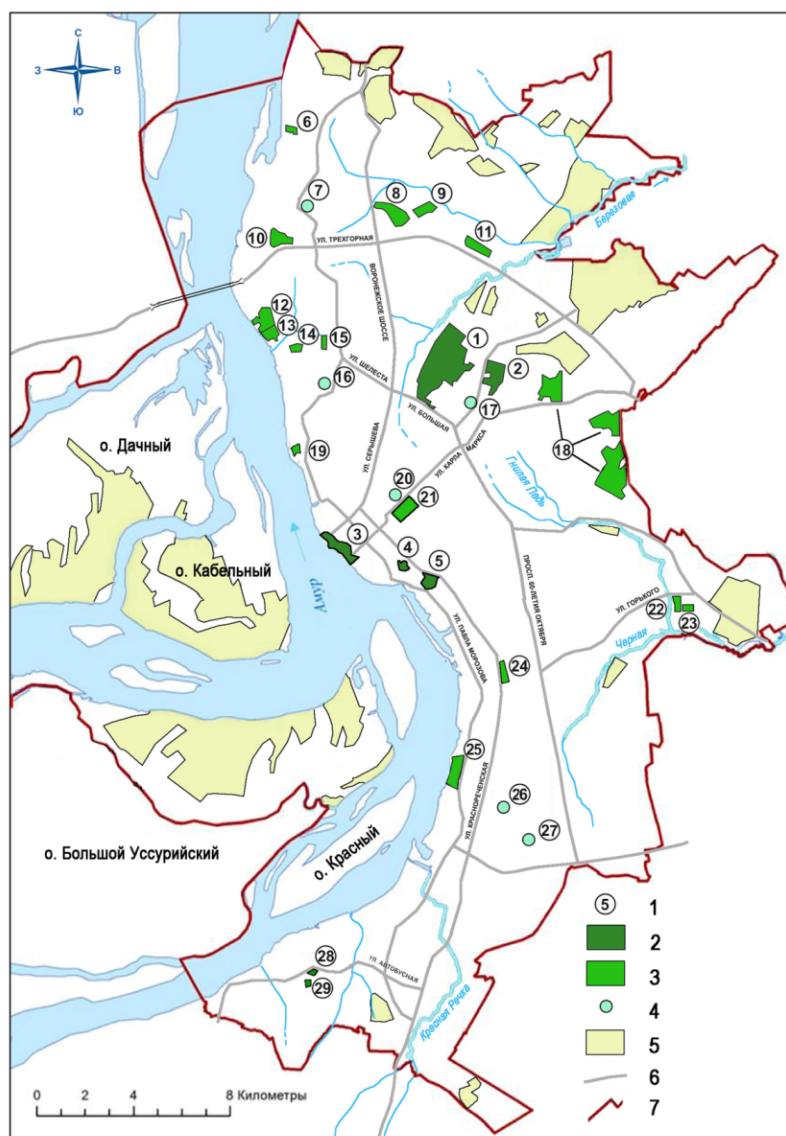 С
З
В
Ю
6
7
8
9
10
11
УЛ. ТРЕХГОРНАЯ
ВОРОНЕЖСКОЕ ШОССЕ
Березовая
12
13
14
15
1
2
16
УЛ. ШЕЛЕСТА
17
УЛ. БОЛЬШАЯ
УЛ. СЕРЫШЕВА
УЛ. КАРЛА МАРКСА
18
о. Дачный
19
Гнилая Падь
20
21
3
4
5
о. Кабельный
Амур
ПРОСП. 60-ЛЕТИЯ ОКТЯБРЯ
УЛ. ГОРЬКОГО
22
23
Черная
УЛ. ПАВЛА МОРОЗОВА
24
25
УЛ. КРАСНОРЕЧЕНСКАЯ
26
27
о. Большой Уссурийский
о. Красный
28
УЛ. АВТОБУСНАЯ
29
Красная Речка
5 1
2
3
4
5
6
7
0 2 4 8 Километры